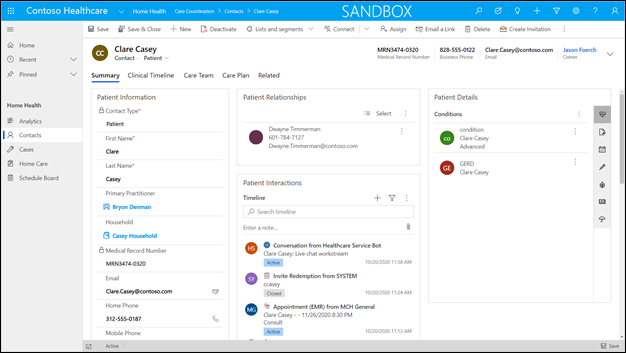 Contoso Healthcare
Home Health
Care Coordination > Contacts > Clare Casey
SANDBOX
Save
Save & Close
New
Deactivate
Lists and segments
Connect
Assign
Email a Link
Delete
Create Invitation
Home
Recent
Pinned
Home Health
Analytics
Contacts
Cases
Home Care
Schedule Board
CC
Clare Casey
Contact · Patient
MRN3474-0320
Medical Record Number
828-555-0122
Business Phone
Clare.Casey@contoso.com
Email
Jason Foerch
Owner
Summary
Clinical Timeline
Care Team
Care Plan
Related
Patient Information
Contact Type*
Patient
First Name*
Clare
Last Name*
Casey
Primary Practitioner
Bryon Denman
Household
Casey Household
Medical Record Number
MRN3474-0320
Email
Clare.Casey@contoso.com
Home Phone
312-555-0187
Mobile Phone
Patient Relationships
Select
Dwayne Timmerman
601-784-7127
Dwayne.Timmerman@contoso.com
Patient Interactions
Timeline
Search timeline
Enter a note...
HS
Conversation from Healthcare Service Bot
Clare Casey: Live chat workstream
Active
10/20/2020 11:38 AM
SY
Invite Redemption from SYSTEM
ccasey
Closed
10/20/2020 11:24 AM
MG
Appointment (EMR) from MCH General
Clare Casey - - 11/26/2020 8:30 PM
Consult
Active
10/20/2020 11:13 AM
Patient Details
Conditions
co
condition
Clare Casey
Advanced
GE
GERD
Clare Casey
Active
Save